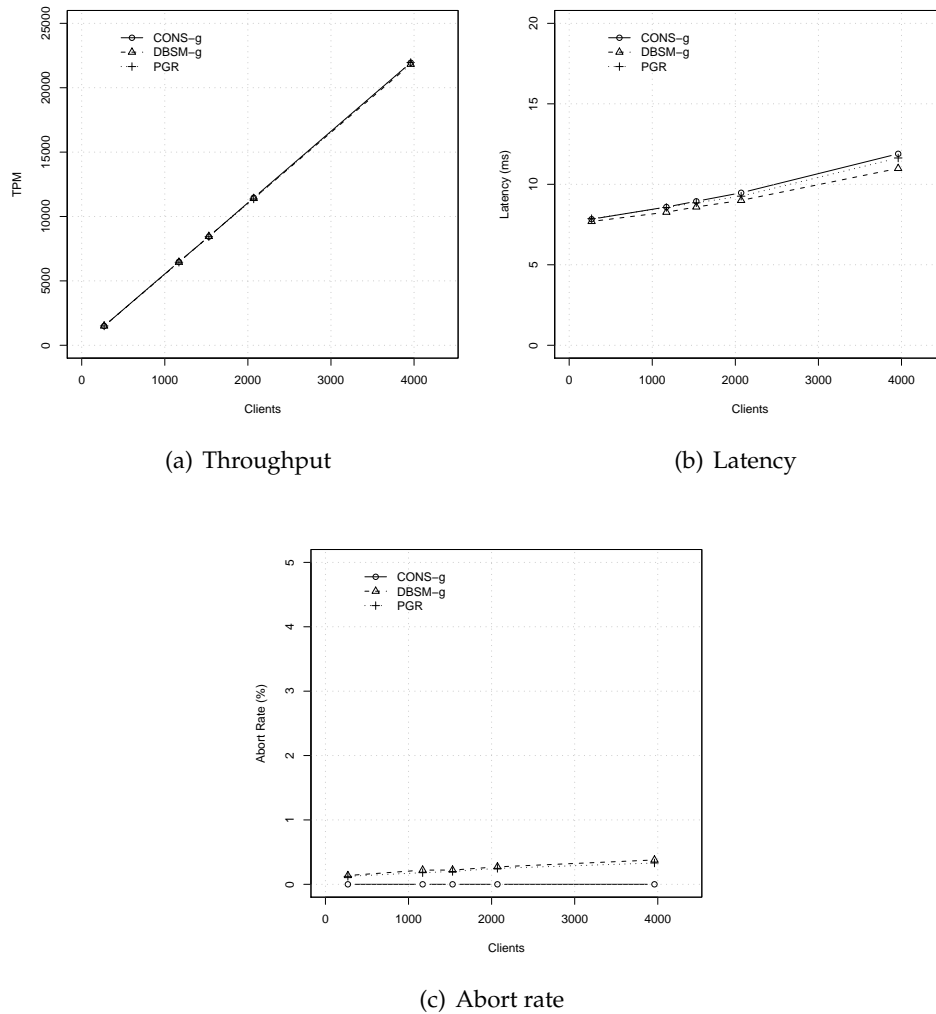 CONS−g
DBSM−g
PGR
TPM
0 5000 10000 15000 20000 25000
0 1000 2000 3000 4000
Clients
(a) Throughput
CONS−g
DBSM−g
PGR
Latency (ms)
0 5 10 15 20
0 1000 2000 3000 4000
Clients
(b) Latency
CONS−g
DBSM−g
PGR
Abort Rate (%)
0 1 2 3 4 5
0 1000 2000 3000 4000
Clients
(c) Abort rate